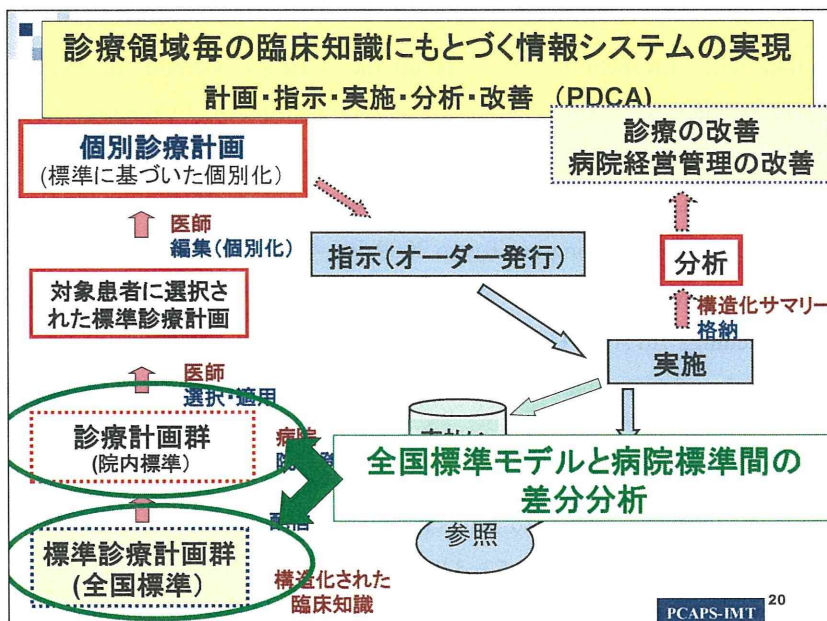 診療領域毎の臨床知識にもとづく情報システムの実現
計画・指示・実施・分析・改善 (PDCA)
個別診療計画
(標準に基づいた個別化)
診療の改善
病院経営管理の改善
医師
編集(個別化)
指示(オーダー発行)
分析
対象患者に選択さ
れた標準診療計画
構造化サマリー
格納
実施
医師
選択・適用
診療計画群
(院内標準)
病院
全国標準モデルと病院標準間の
差分分析
参照
標準診療計画群
(全国標準)
構造化された
臨床知識
PCAPS-IMT
20